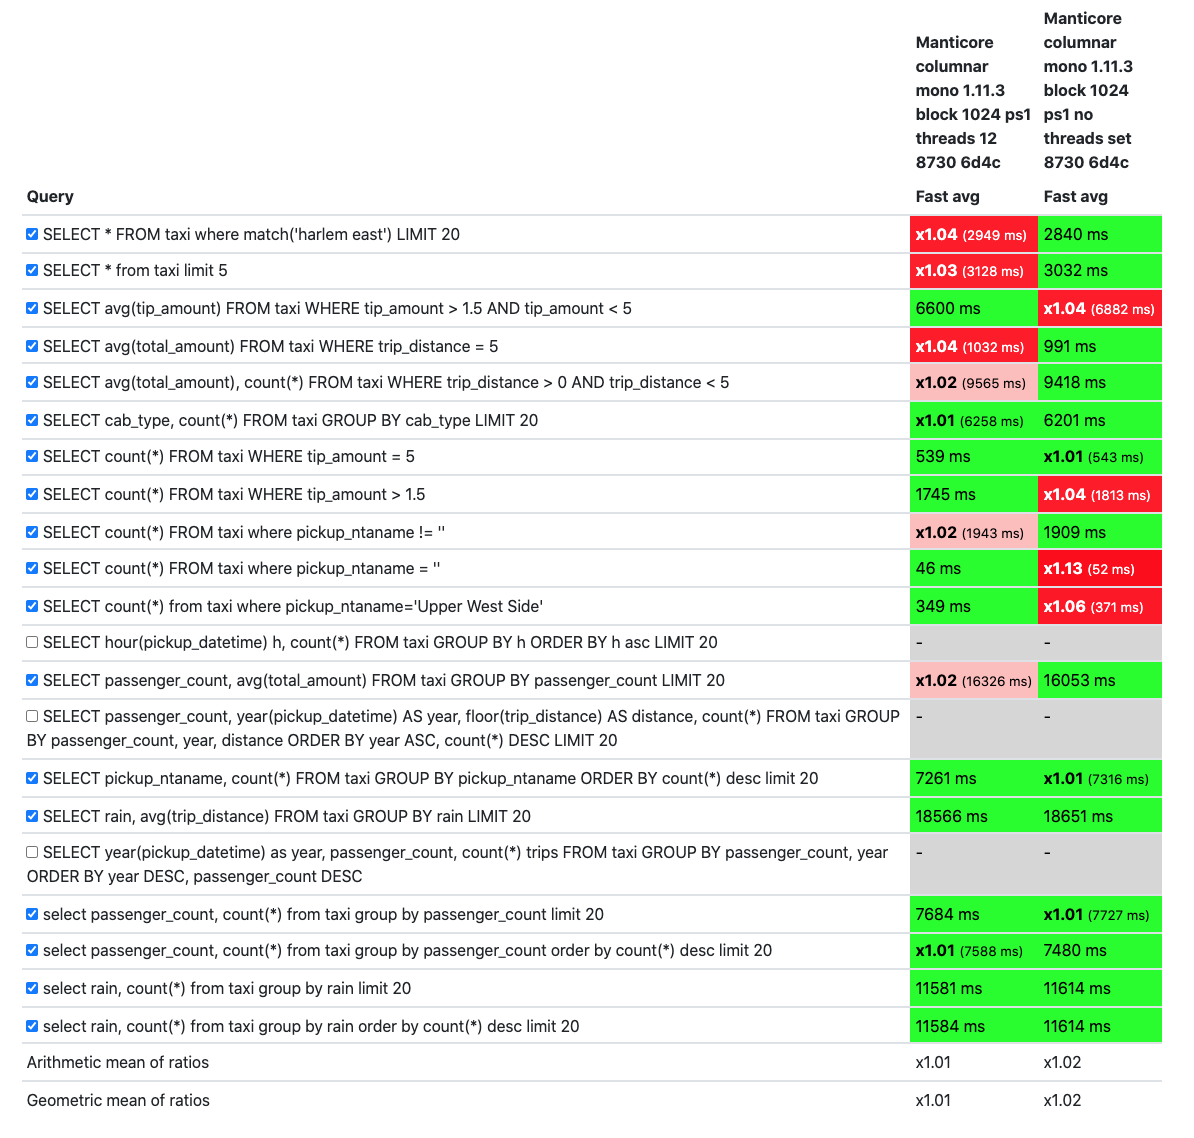 Manticore
columnar
mono 1.11.3
block 1024 ps1
threads 12
8730 6d4c
Manticore
columnar
mono 1.11.3
block 1024
ps1 no
threads set
8730 6d4c
Query Fast avg Fast avg
SELECT * FROM taxi where match('harlem east') LIMIT 20 x1.04 (2949 ms) 2840 ms
SELECT * from taxi limit 5 x1.03 (3128 ms) 3032 ms
SELECT avg(tip_amount) FROM taxi WHERE tip_amount > 1.5 AND tip_amount < 5 6600 ms x1.04 (6882 ms)
SELECT avg(total_amount) FROM taxi WHERE trip_distance = 5 x1.04 (1032 ms) 991 ms
SELECT avg(total_amount), count(*) FROM taxi WHERE trip_distance > 0 AND trip_distance < 5 x1.02 (9565 ms) 9418 ms
SELECT cab_type, count(*) FROM taxi GROUP BY cab_type LIMIT 20 x1.01 (6258 ms) 6201 ms
SELECT count(*) FROM taxi WHERE tip_amount = 5 539 ms x1.01 (543 ms)
SELECT count(*) FROM taxi WHERE tip_amount > 1.5 1745 ms x1.04 (1813 ms)
SELECT count(*) FROM taxi where pickup_ntaname != '' x1.02 (1943 ms) 1909 ms
SELECT count(*) FROM taxi where pickup_ntaname = '' 46 ms x1.13 (52 ms)
SELECT count(*) from taxi where pickup_ntaname='Upper West Side' 349 ms x1.06 (371 ms)
SELECT hour(pickup_datetime) h, count(*) FROM taxi GROUP BY h ORDER BY h asc LIMIT 20 - -
SELECT passenger_count, avg(total_amount) FROM taxi GROUP BY passenger_count LIMIT 20 x1.02 (16326 ms) 16053 ms
SELECT passenger_count, year(pickup_datetime) AS year, floor(trip_distance) AS distance, count(*) FROM taxi GROUP - -
BY passenger_count, year, distance ORDER BY year ASC, count(*) DESC LIMIT 20
SELECT pickup_ntaname, count(*) FROM taxi GROUP BY pickup_ntaname ORDER BY count(*) desc limit 20 7261 ms x1.01 (7316 ms)
SELECT rain, avg(trip_distance) FROM taxi GROUP BY rain LIMIT 20 18566 ms 18651 ms
SELECT year(pickup_datetime) as year, passenger_count, count(*) trips FROM taxi GROUP BY passenger_count, year - -
ORDER BY year DESC, passenger_count DESC
select passenger_count, count(*) from taxi group by passenger_count limit 20 7684 ms x1.01 (7727 ms)
select passenger_count, count(*) from taxi group by passenger_count order by count(*) desc limit 20 x1.01 (7588 ms) 7480 ms
select rain, count(*) from taxi group by rain limit 20 11581 ms 11614 ms
select rain, count(*) from taxi group by rain order by count(*) desc limit 20 11584 ms 11614 ms
Arithmetic mean of ratios x1.01 x1.02
Geometric mean of ratios x1.01 x1.02